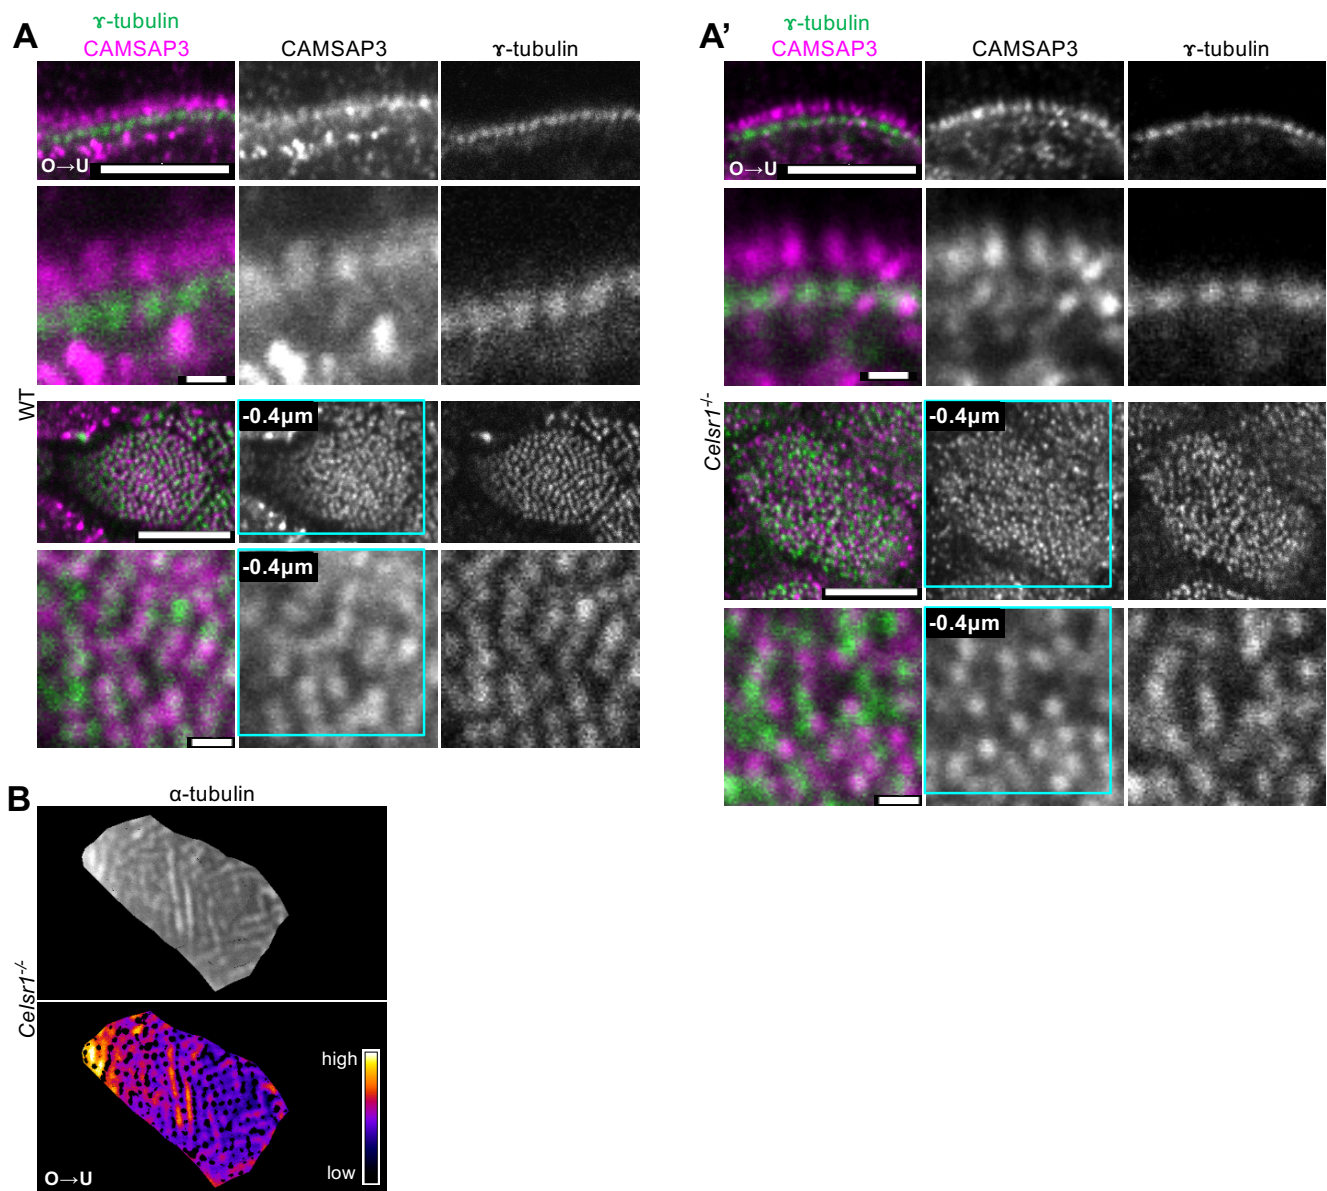 A
ɤ-tubulin
CAMSAP3
CAMSAP3
ɤ-tubulin
O→U
WT
-0.4µm
-0.4µm
A'
ɤ-tubulin
CAMSAP3
CAMSAP3
ɤ-tubulin
O→U
Celsr1-/-
-0.4µm
-0.4µm
B
α-tubulin
Celsr1-/-
high
low
O→U